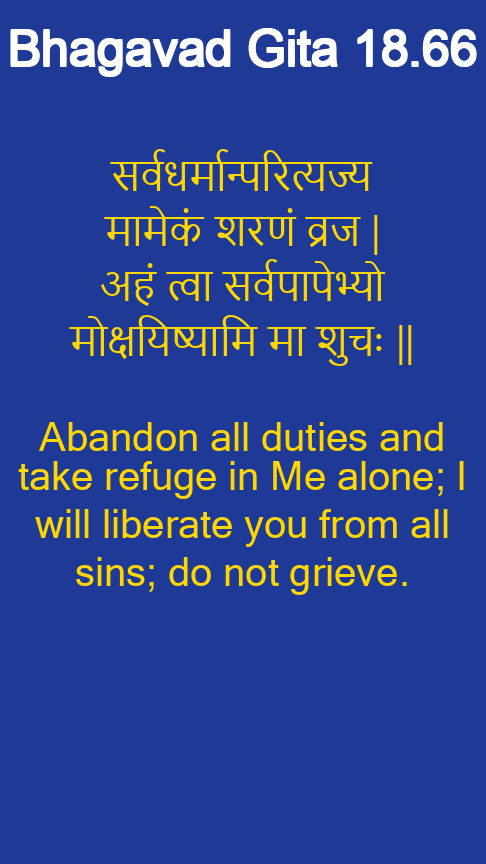 Bhagavad Gita 18.66
सर्वधर्मान्परित्यज्य
मामेकं शरणं व्रज |
अहं त्वा सर्वपापेभ्यो
मोक्षयिष्यामि मा शुचः ||
Abandon all duties and
take refuge in Me alone; I
will liberate you from all
sins; do not grieve.